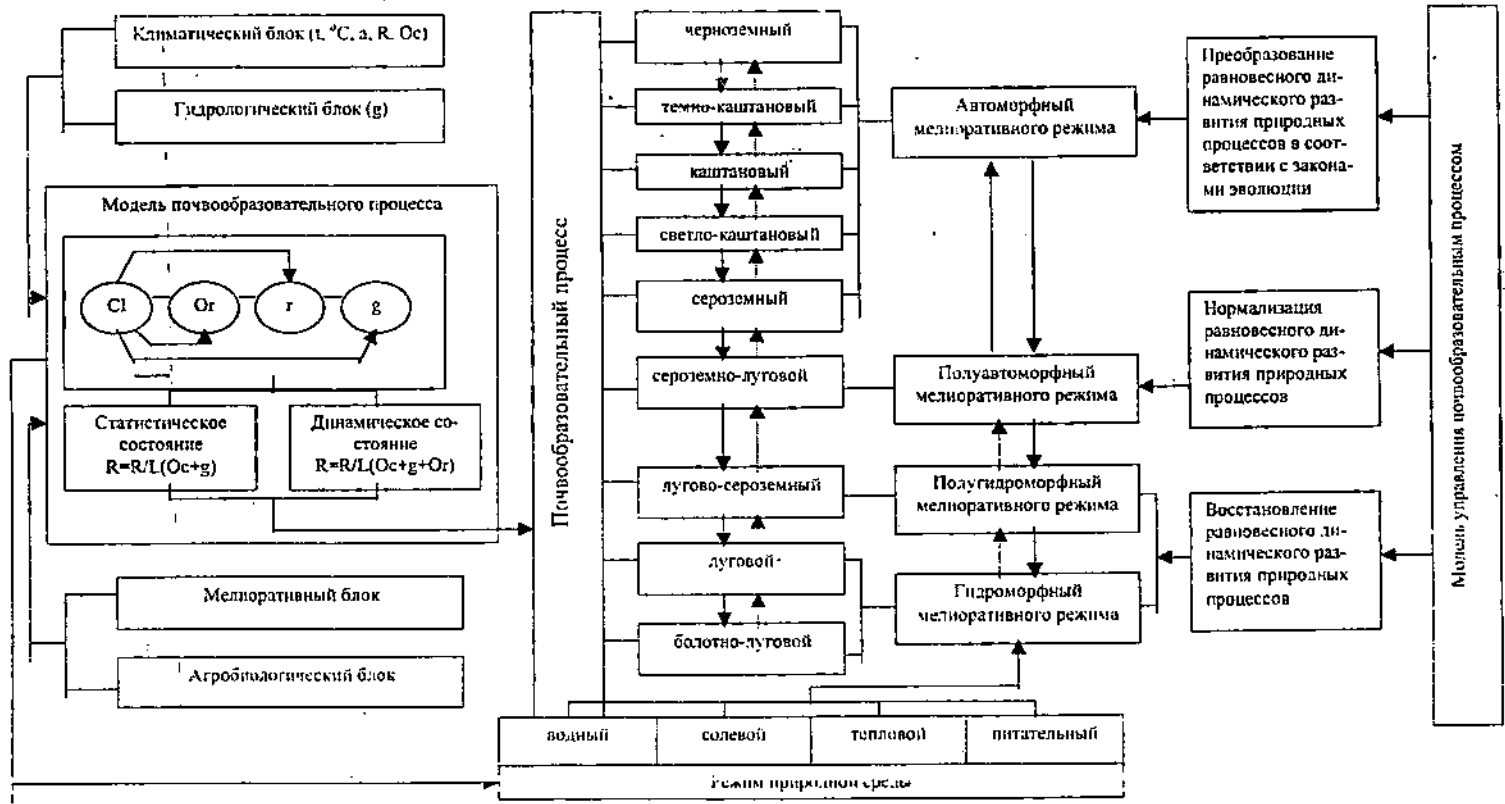 Климатический блок (t, °C, a, R, Oc)
Гидрологический блок (g)
Модель почвообразовательного процесса
Cl
Or
r
g
Статистическое
состояние
R=R/L(Oc+g)
Динамическое со-
стояние
R=R/L(Oc+g+Or)
Мелиоративный блок
Агробиологический блок
Почвообразовательный процесс
черноземный
темно-каштановый
каштановый
светло-каштановый
сероземный
сероземно-луговой
лугово-сероземный
луговой
болотно-луговой
Автоморфный
мелиоративного режима
Полуавтоморфный
мелиоративного режима
Полугидроморфный
мелиоративного режима
Гидроморфный
мелиоративного режима
Преобразование
равновесного ди-
намического раз-
вития природных
процессов в соот-
ветствии с закона-
ми эволюции
Нормализация
равновесного ди-
намического раз-
вития природных
процессов
Восстановление
равновесного ди-
намического раз-
вития природных
процессов
Модель управления почвообразовательным процессом
водный
солевой
тепловой
питательный
Режим природной среды